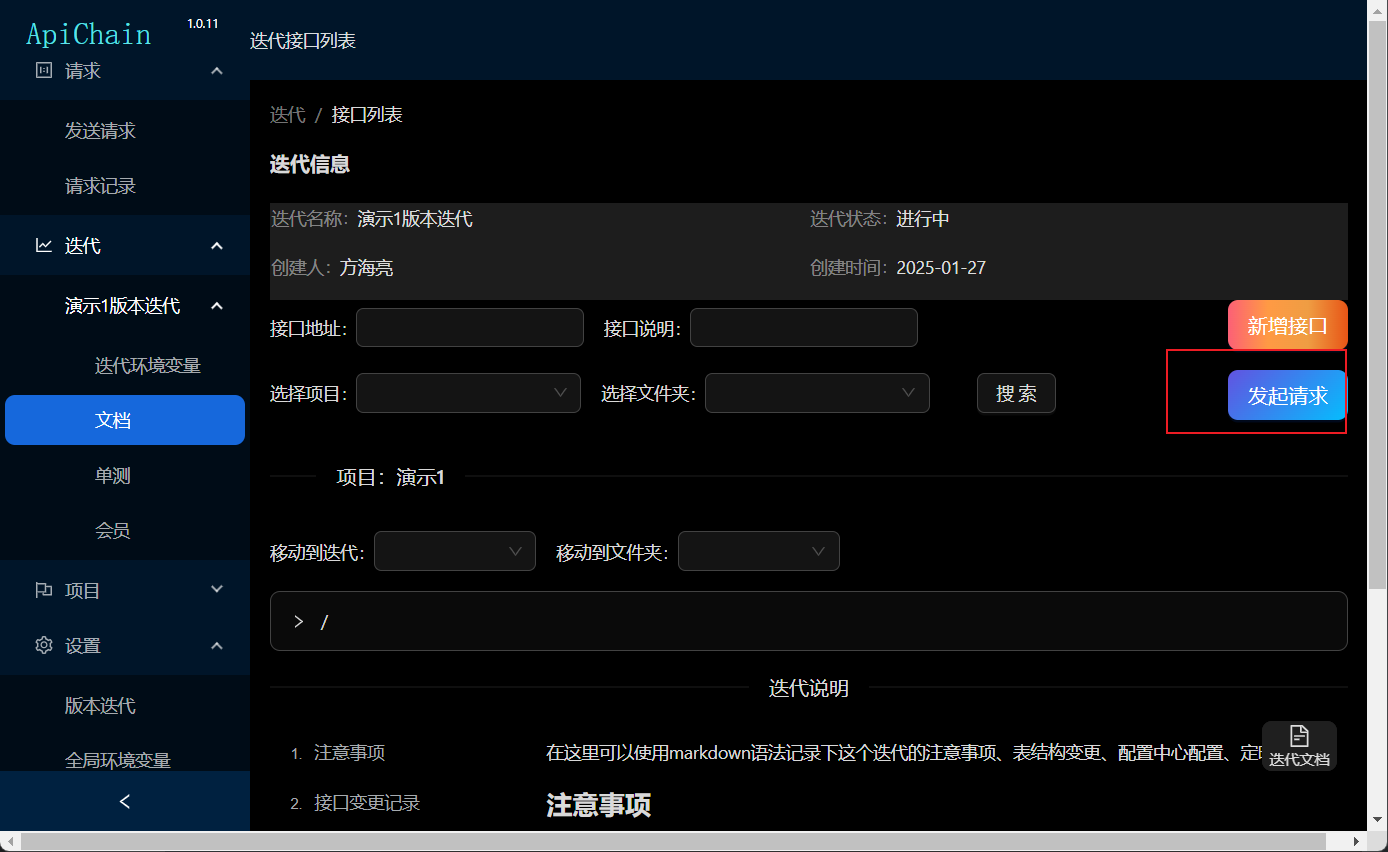 ApiChain 1.0.11
请求
发送请求
请求记录
迭代
演示1版本迭代
迭代环境变量
文档
单测
会员
项目
设置
版本迭代
全局环境变量
迭代接口列表
迭代 / 接口列表
迭代信息
迭代名称: 演示1版本迭代 迭代状态: 进行中
创建人: 方海亮 创建时间: 2025-01-27
接口地址: 接口说明: 新增接口
选择项目: 选择文件夹: 搜 索 发起请求
项目：演示1
移动到迭代: 移动到文件夹:
> /
迭代说明
1. 注意事项
2. 接口变更记录
在这里可以使用markdown语法记录下这个迭代的注意事项、表结构变更、配置中心配置、定
注意事项
迭代文档